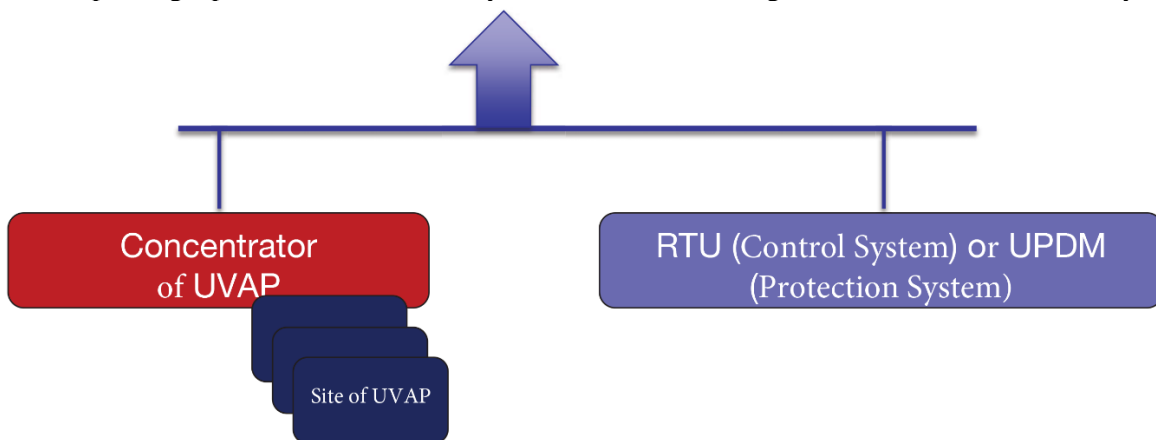 Concentrator
of UVAP
RTU (Control System) or UPDM
(Protection System)
Site of UVAP